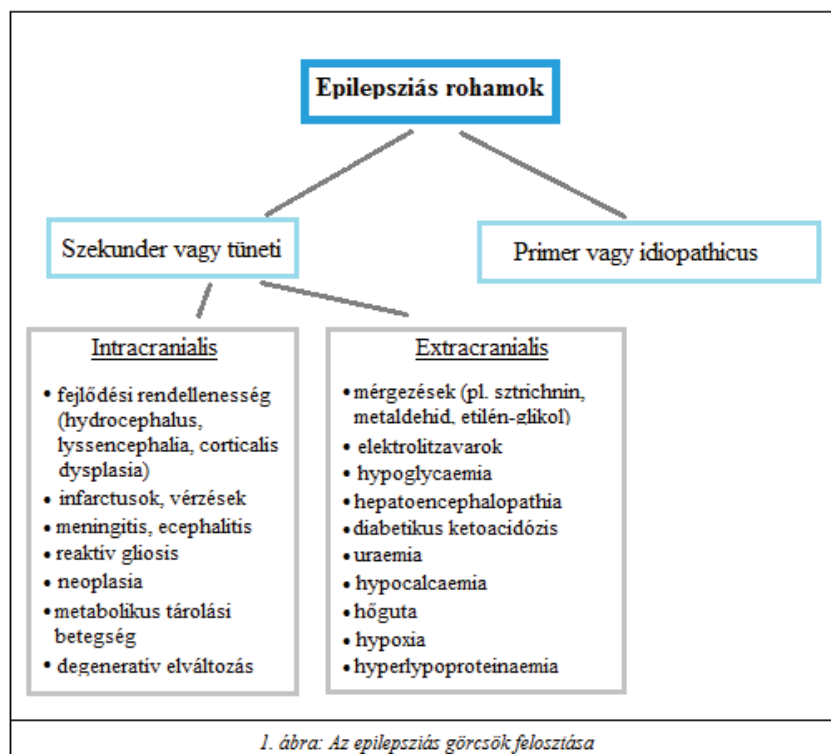 Epilepsziás rohamok
Szekunder vagy tüneti
Primer vagy idiopathicus
Intracranialis
• fejlődési rendellenesség
(hydrocephalus,
lyssencephalia, corticalis
dysplasia)
• infarctusok, vérzések
• meningitis, ecephalitis
• reaktív gliosis
• neoplasia
• metabolikus tárolási
betegség
• degeneratív elváltozás
Extracranialis
• mérgezések (pl. sztrichnin,
metaldehid, etilén-glikol)
• elektrolitzavarok
• hypoglycaemia
• hepatoencephalopathia
• diabetikus ketoacidózis
• uraemia
• hypocalcaemia
• hőguta
• hypoxia
• hyperlypoproteinaemia
1. ábra: Az epilepsziás görcsök felosztása